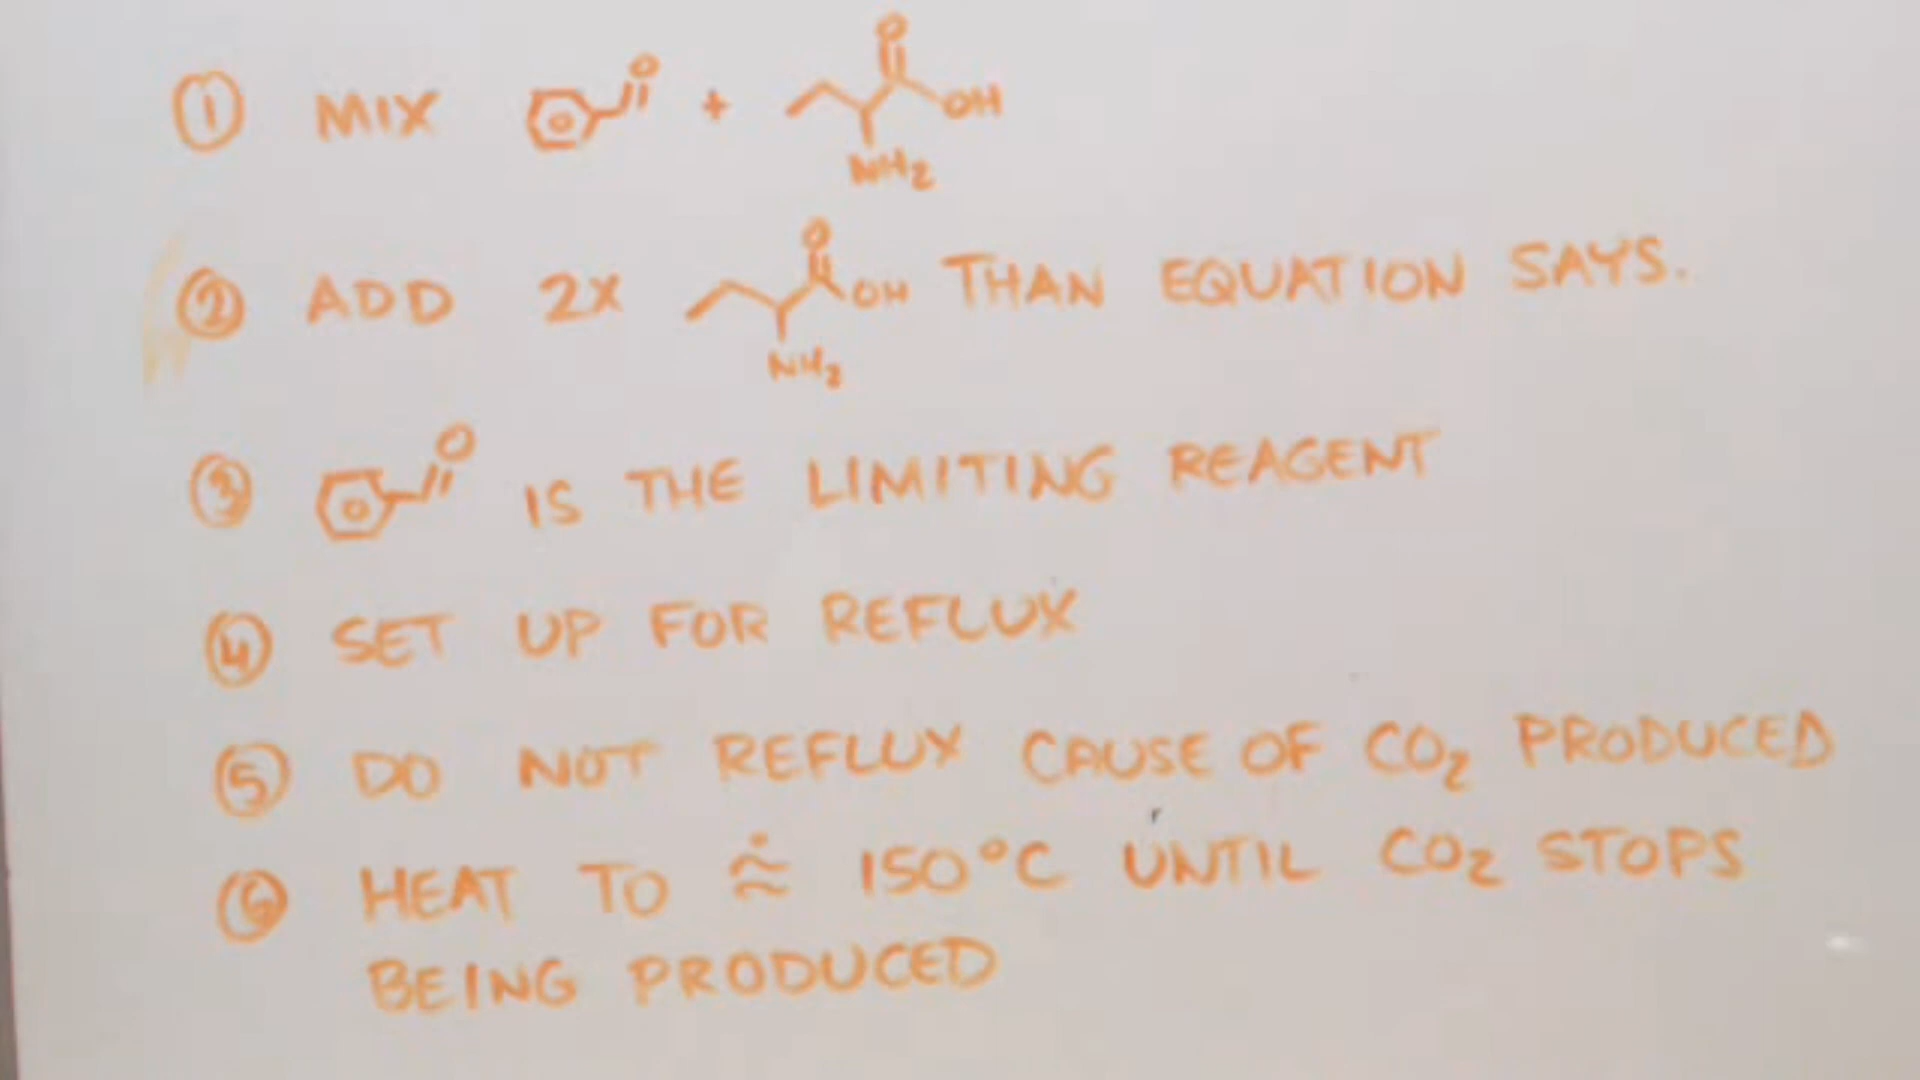 ① MIX O + O OH NH2
② ADD 2X O OH NH2 THAN EQUATION SAYS.
③ O IS THE LIMITING REAGENT
④ SET UP FOR REFLUX
⑤ DO NOT REFLUX CAUSE OF CO2 PRODUCED
⑥ HEAT TO ≈ 150°C UNTIL CO2 STOPS
BEING PRODUCED